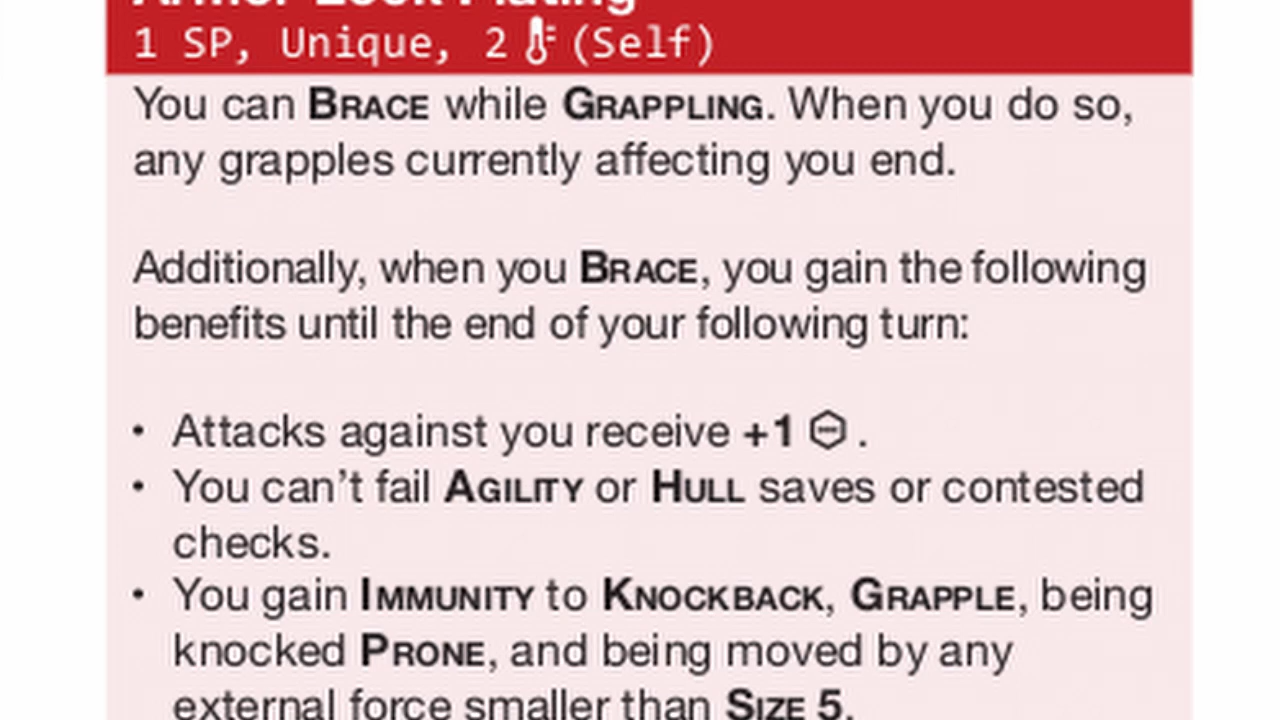 Armor-Lock Plating
1 SP, Unique, 2 (Self)
You can BRACE while GRAPPLING. When you do so,
any grapples currently affecting you end.
Additionally, when you BRACE, you gain the following
benefits until the end of your following turn:
• Attacks against you receive +1 .
• You can't fail AGILITY or HULL saves or contested
checks.
• You gain IMMUNITY to KNOCKBACK, GRAPPLE, being
knocked PRONE, and being moved by any
external force smaller than SIZE 5.